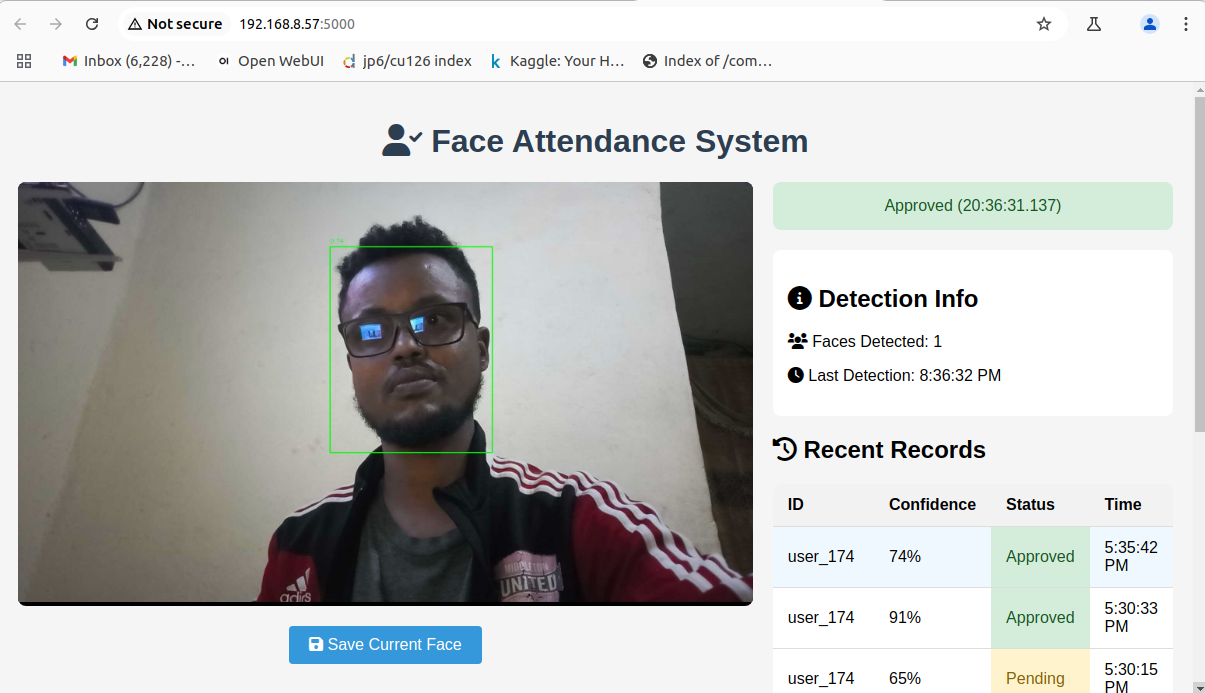 Not secure 192.168.8.57:5000
Inbox (6,228) -...
OI Open WebUI
jp6/cu126 index
Kaggle: Your H...
Index of /com...
Face Attendance System
Approved (20:36:31.137)
Detection Info
Faces Detected: 1
Last Detection: 8:36:32 PM
UNITED
Save Current Face
Recent Records
ID Confidence Status Time
user_174 74% Approved 5:35:42 PM
user_174 91% Approved 5:30:33 PM
user_174 65% Pending 5:30:15 PM